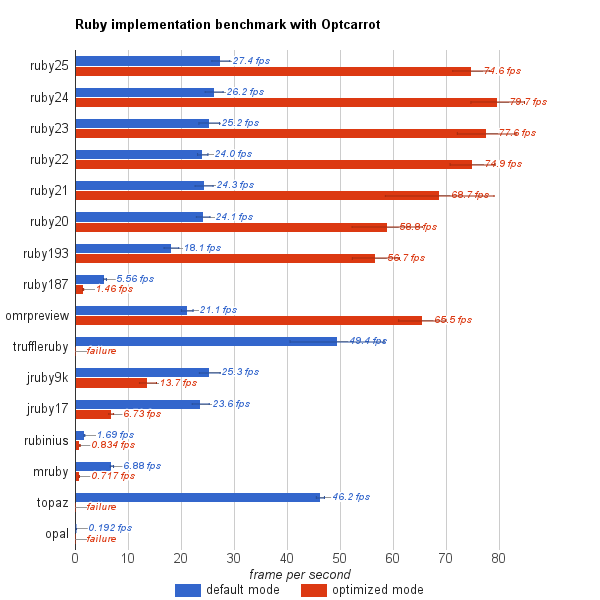 Ruby implementation benchmark with Optcarrot
ruby25
27.4 fps
74.6 fps
ruby24
26.2 fps
79.7 fps
ruby23
25.2 fps
77.6 fps
ruby22
24.0 fps
74.9 fps
ruby21
24.3 fps
68.7 fps
ruby20
24.1 fps
58.8 fps
ruby193
18.1 fps
56.7 fps
ruby187
5.56 fps
1.46 fps
omrpreview
21.1 fps
65.5 fps
truffleruby
49.4 fps
failure
jruby9k
25.3 fps
13.7 fps
jruby17
23.6 fps
6.73 fps
rubinius
1.69 fps
0.834 fps
mruby
6.88 fps
0.717 fps
topaz
46.2 fps
failure
opal
0.192 fps
failure
0 10 20 30 40 50 60 70 80
frame per second
default mode optimized mode